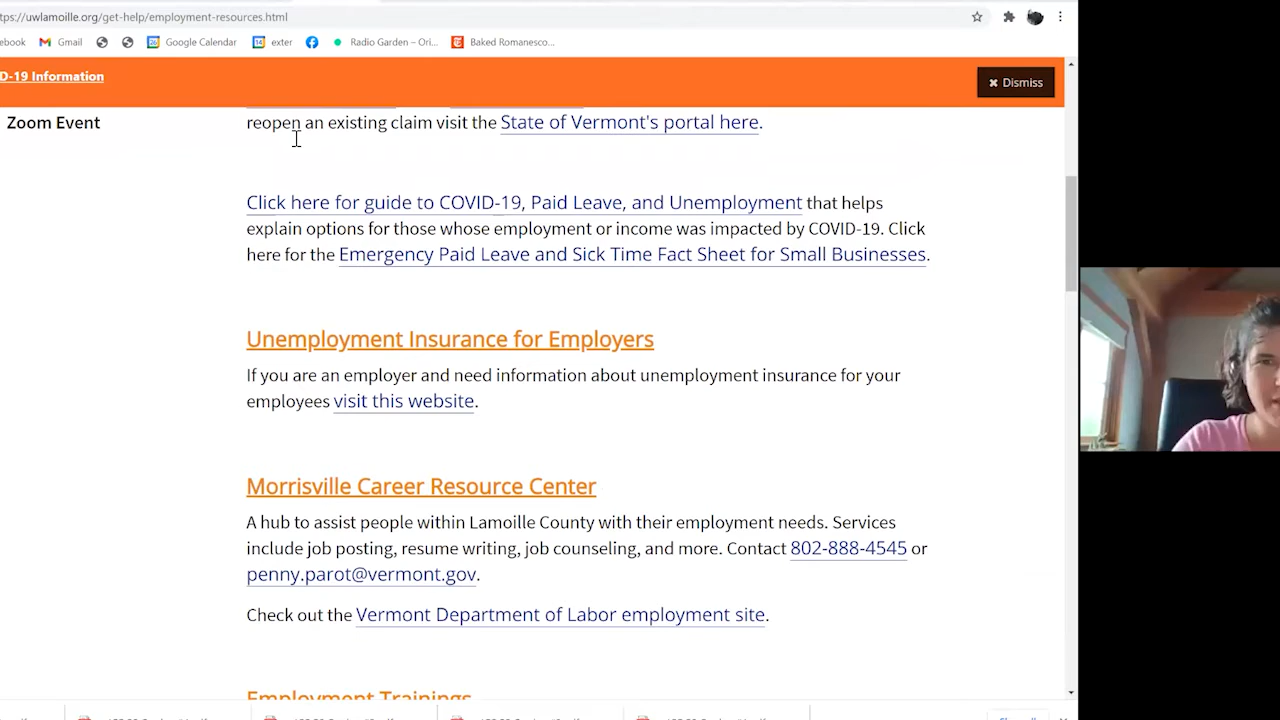 tps://uwlamoille.org/get-help/employment-resources.html
ebook Gmail Google Calendar exter Radio Garden – Ori... Baked Romanesco...
D-19 Information
Dismiss
Zoom Event
reopen an existing claim visit the State of Vermont's portal here.
Click here for guide to COVID-19, Paid Leave, and Unemployment that helps
explain options for those whose employment or income was impacted by COVID-19. Click
here for the Emergency Paid Leave and Sick Time Fact Sheet for Small Businesses.
Unemployment Insurance for Employers
If you are an employer and need information about unemployment insurance for your
employees visit this website.
Morrisville Career Resource Center
A hub to assist people within Lamoille County with their employment needs. Services
include job posting, resume writing, job counseling, and more. Contact 802-888-4545 or
penny.parot@vermont.gov.
Check out the Vermont Department of Labor employment site.
Employment Trainings